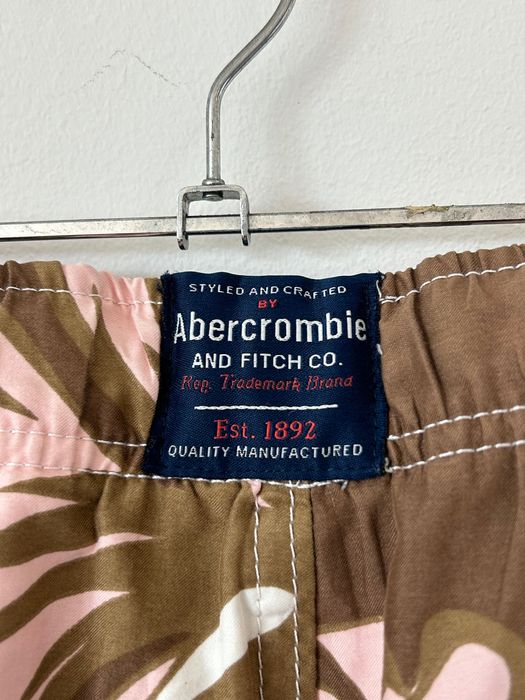 STYLED AND CRAFTED
BY
Abercrombie
AND FITCH CO.
Reg. Trademark Brand
Est. 1892
QUALITY MANUFACTURED